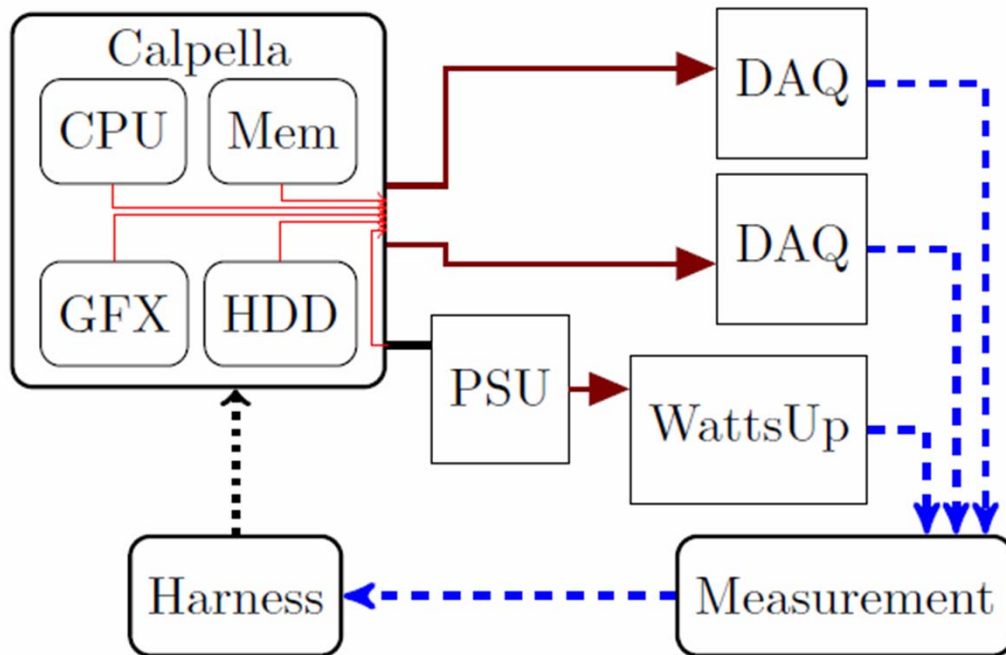 Calpella
CPU
Mem
GFX
HDD
DAQ
DAQ
PSU
WattsUp
Harness
Measurement